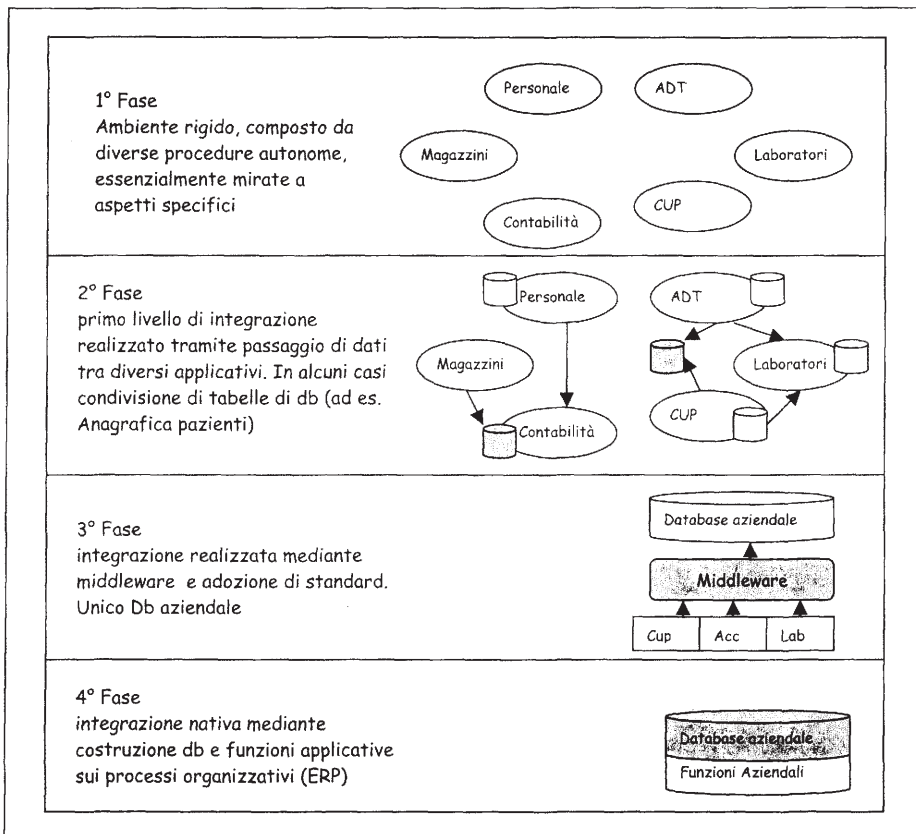 1° Fase
Ambiente rigido, composto da
diverse procedure autonome,
essenzialmente mirate a
aspetti specifici
Personale
ADT
Magazzini
Laboratori
Contabilità
CUP
2° Fase
primo livello di integrazione
realizzato tramite passaggio di dati
tra diversi applicativi. In alcuni casi
condivisione di tabelle di db (ad es.
Anagrafica pazienti)
Personale
ADT
Magazzini
Laboratori
Contabilità
CUP
3° Fase
integrazione realizzata mediante
middleware e adozione di standard.
Unico Db aziendale
Database aziendale
Middleware
Cup Acc Lab
4° Fase
integrazione nativa mediante
costruzione db e funzioni applicative
sui processi organizzativi (ERP)
Database aziendale
Funzioni Aziendali